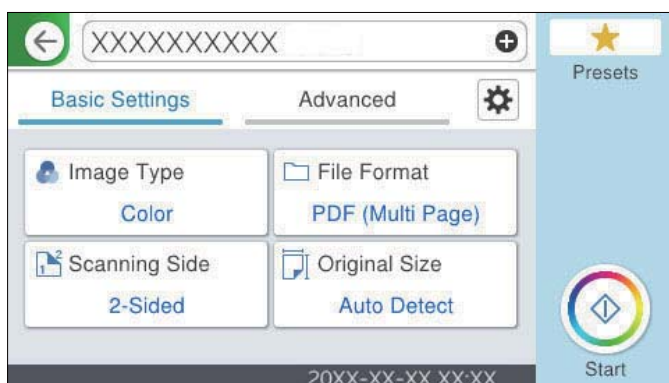 XXXXXXXXXX
Presets
Basic Settings
Advanced
Image Type
Color
File Format
PDF (Multi Page)
Scanning Side
2-Sided
Original Size
Auto Detect
Start
20XX-XX-XX XX:XX